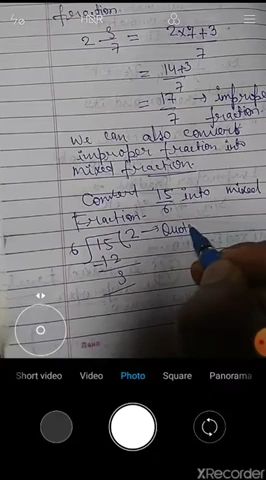 fraction.
2 3/7 = 2×7+3/7
= 14+3/7
= 17/7 → improper fraction.
We can also convert
improper fraction into
mixed fraction.
Convert 15/6 into mixed
Fraction.
6 ) 15 ( 2 → Quoti
-12
3
Short video Video Photo Square Panorama
XRecorder